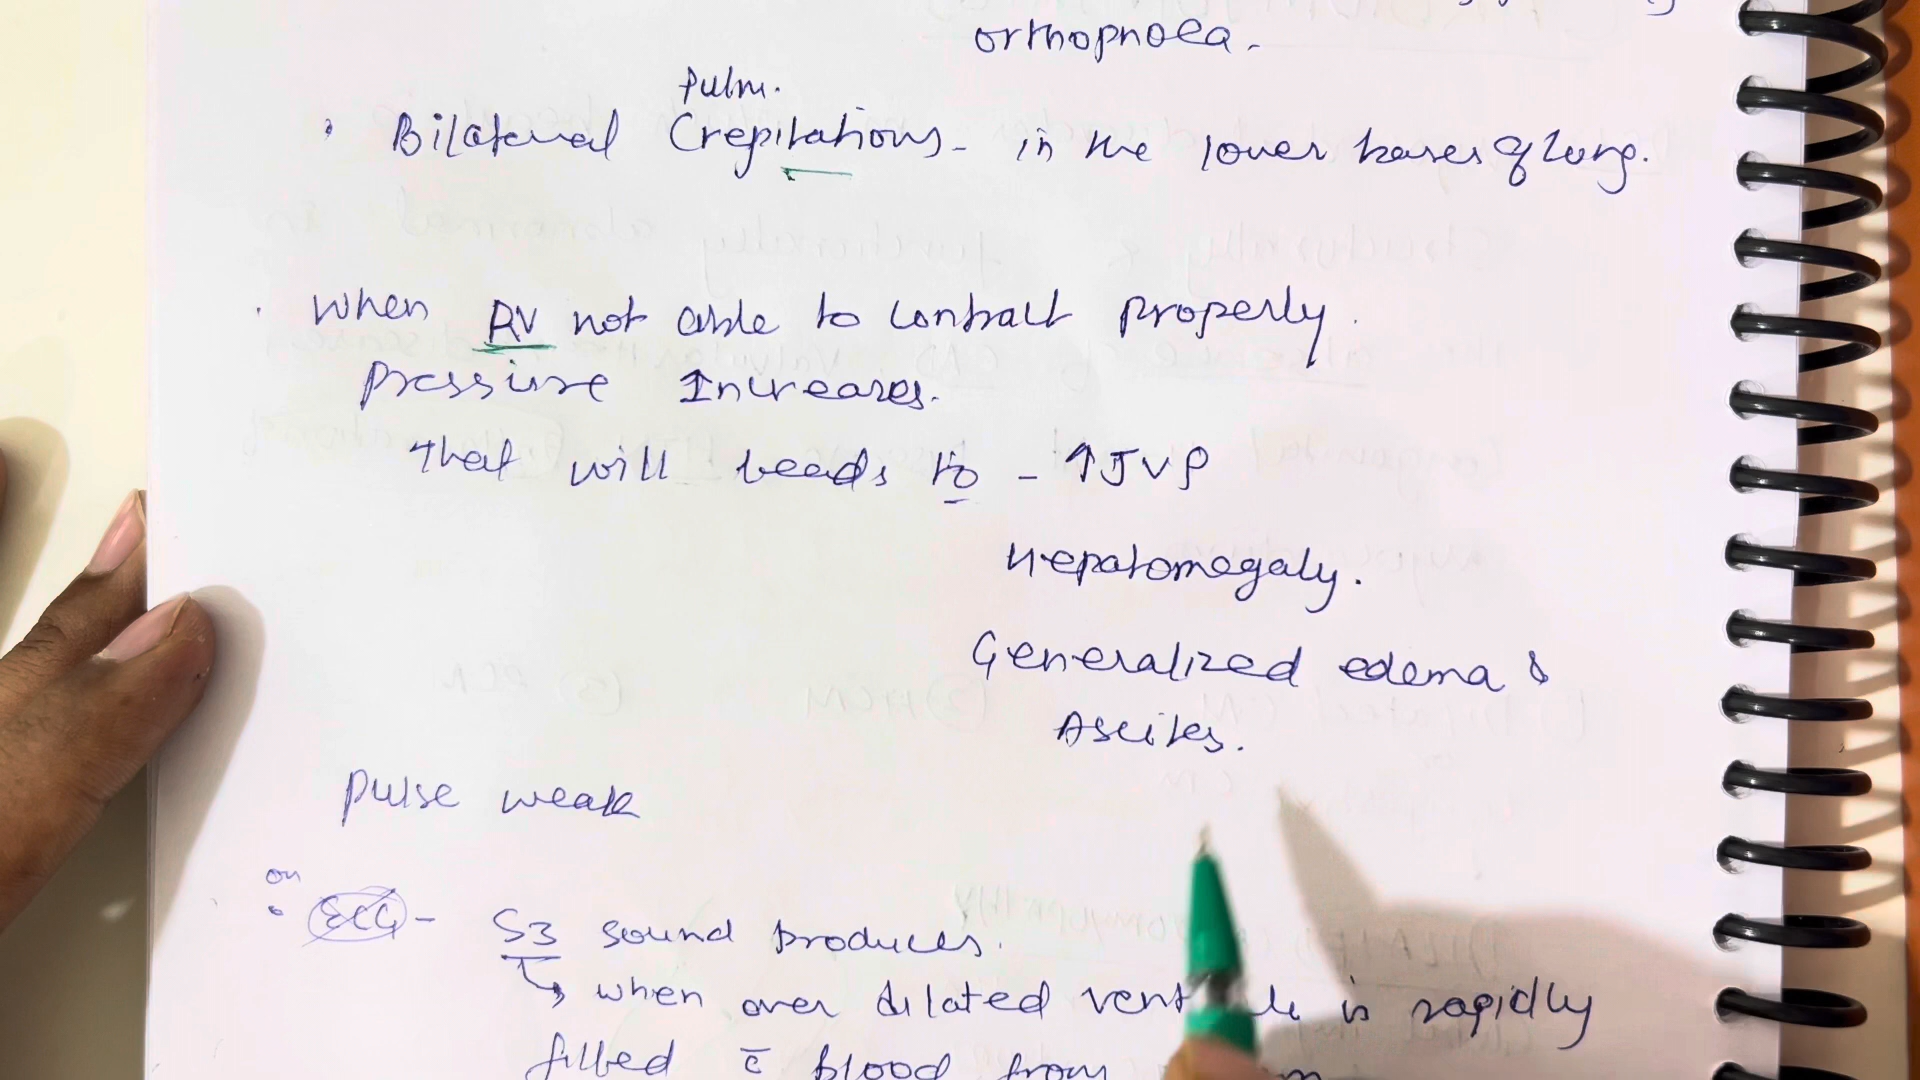 orthopnoea.
Pulm.
• Bilateral Crepitations - in the lower bases of lung.
. When RV not able to contract properly.
Pressure Increases.
that will leads to - ↑JVP
Hepatomegaly.
Generalized edema &
Ascites.
Pulse weak
on
• ECG - S3 sound produces.
↳ when over dilated is rapidly
filled c̄ blood from